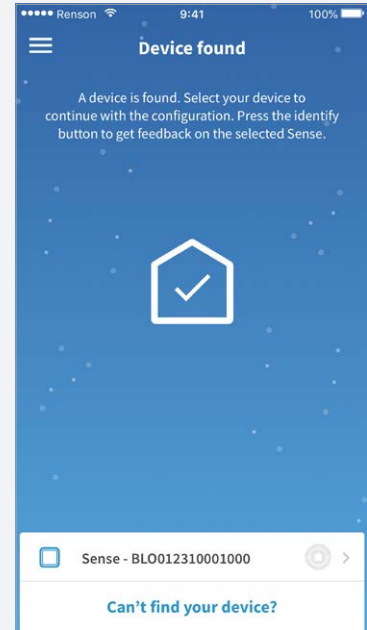 Renson 9:41 100%
Device found
A device is found. Select your device to
continue with the configuration. Press the identify
button to get feedback on the selected Sense.
Sense - BLO012310001000
Can't find your device?